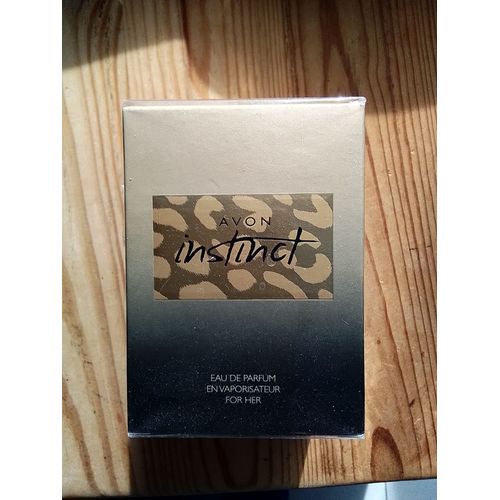 AVON
instinct
EAU DE PARFUM
EN VAPORISATEUR
FOR HER